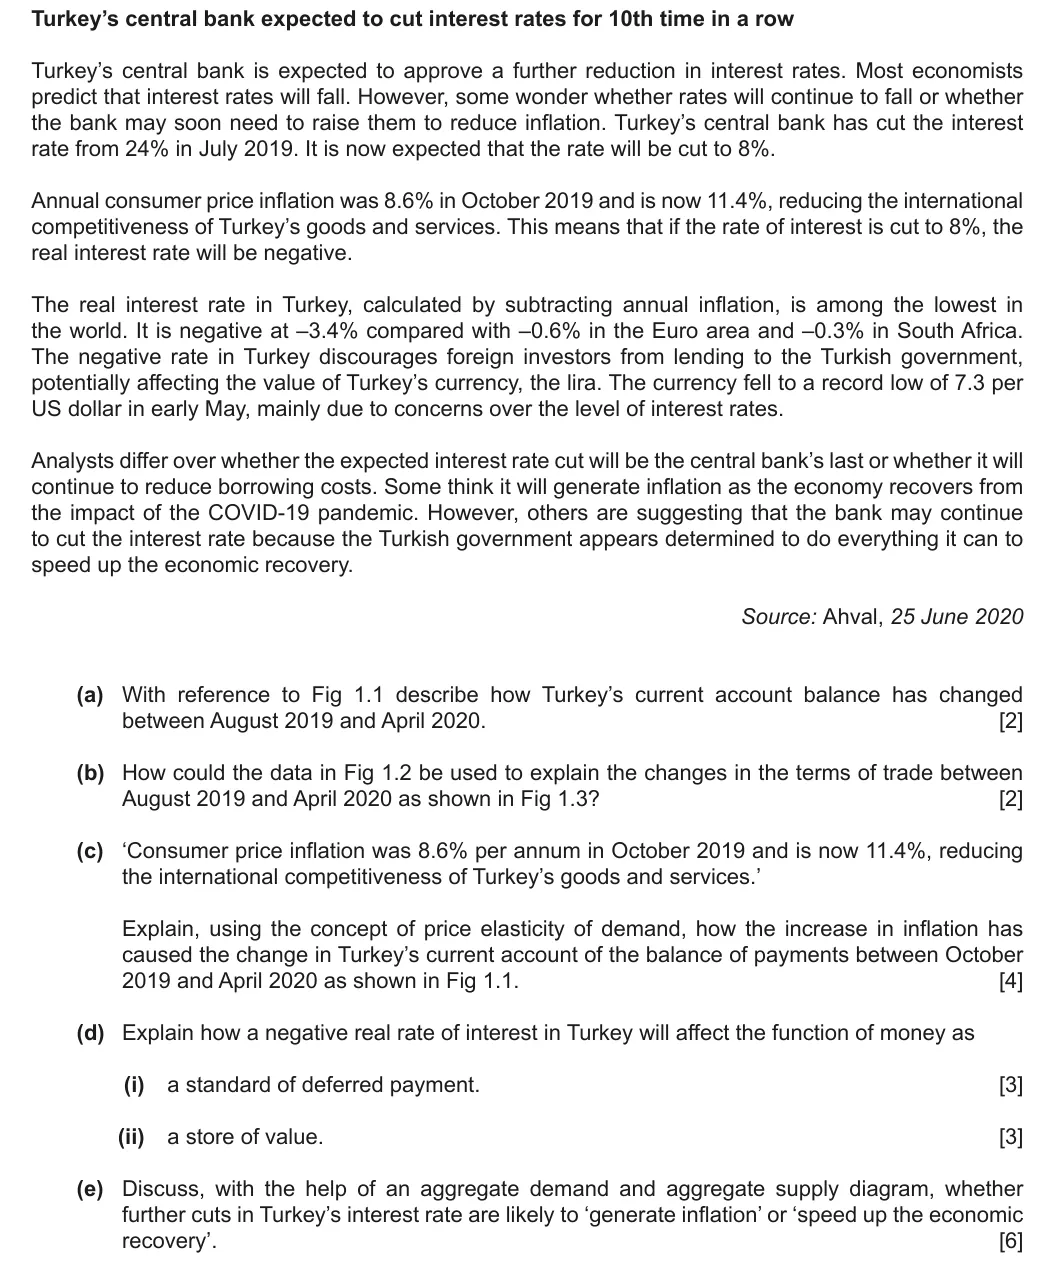 Turkey’s central bank expected to cut interest rates for 10th time in a row
Turkey’s central bank is expected to approve a further reduction in interest rates. Most economists
predict that interest rates will fall. However, some wonder whether rates will continue to fall or whether
the bank may soon need to raise them to reduce inflation. Turkey’s central bank has cut the interest
rate from 24% in July 2019. It is now expected that the rate will be cut to 8%.
Annual consumer price inflation was 8.6% in October 2019 and is now 11.4%, reducing the international
competitiveness of Turkey’s goods and services. This means that if the rate of interest is cut to 8%, the
real interest rate will be negative.
The real interest rate in Turkey, calculated by subtracting annual inflation, is among the lowest in
the world. It is negative at –3.4% compared with –0.6% in the Euro area and –0.3% in South Africa.
The negative rate in Turkey discourages foreign investors from lending to the Turkish government,
potentially affecting the value of Turkey’s currency, the lira. The currency fell to a record low of 7.3 per
US dollar in early May, mainly due to concerns over the level of interest rates.
Analysts differ over whether the expected interest rate cut will be the central bank’s last or whether it will
continue to reduce borrowing costs. Some think it will generate inflation as the economy recovers from
the impact of the COVID-19 pandemic. However, others are suggesting that the bank may continue
to cut the interest rate because the Turkish government appears determined to do everything it can to
speed up the economic recovery.
Source: Ahval, 25 June 2020
(a) With reference to Fig 1.1 describe how Turkey’s current account balance has changed
between August 2019 and April 2020. [2]
(b) How could the data in Fig 1.2 be used to explain the changes in the terms of trade between
August 2019 and April 2020 as shown in Fig 1.3? [2]
(c) ‘Consumer price inflation was 8.6% per annum in October 2019 and is now 11.4%, reducing
the international competitiveness of Turkey’s goods and services.’
Explain, using the concept of price elasticity of demand, how the increase in inflation has
caused the change in Turkey’s current account of the balance of payments between October
2019 and April 2020 as shown in Fig 1.1. [4]
(d) Explain how a negative real rate of interest in Turkey will affect the function of money as
(i) a standard of deferred payment. [3]
(ii) a store of value. [3]
(e) Discuss, with the help of an aggregate demand and aggregate supply diagram, whether
further cuts in Turkey’s interest rate are likely to ‘generate inflation’ or ‘speed up the economic
recovery’. [6]